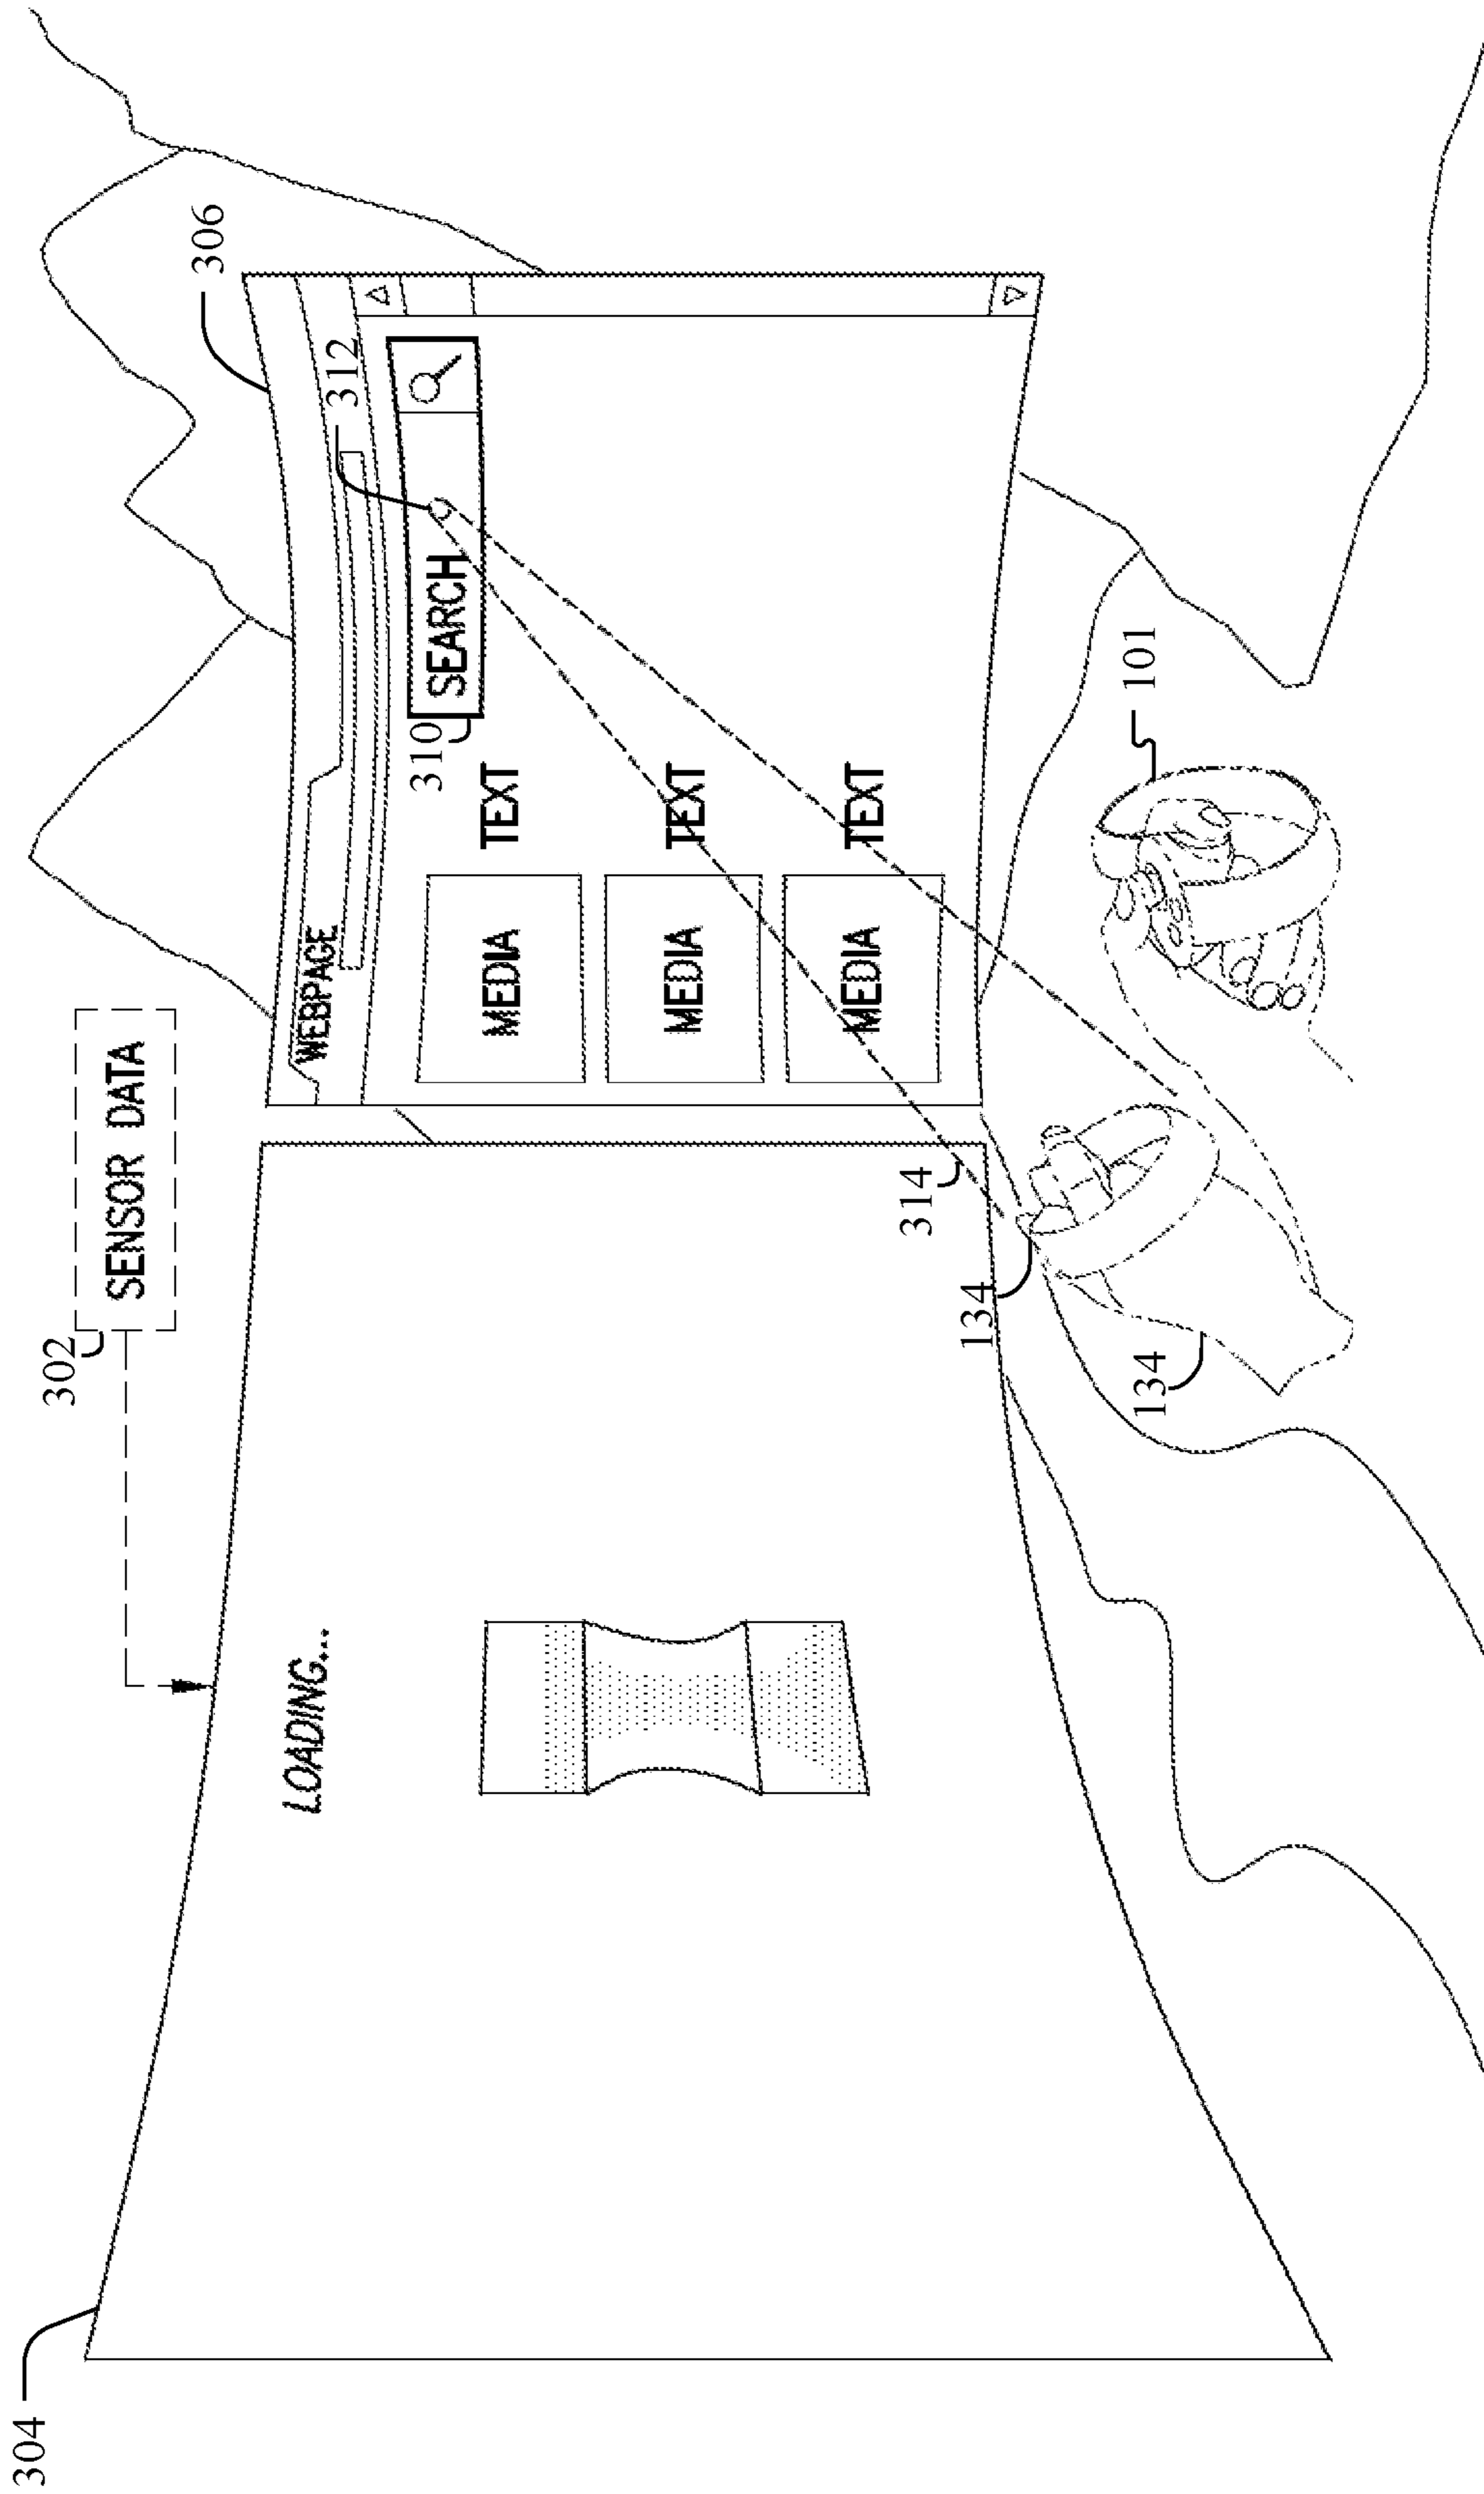 304
302
SENSOR DATA
306
LOADING...
WEBPAGE
312
310
SEARCH
MEDIA
TEXT
MEDIA
TEXT
MEDIA
TEXT
314
134
134
101